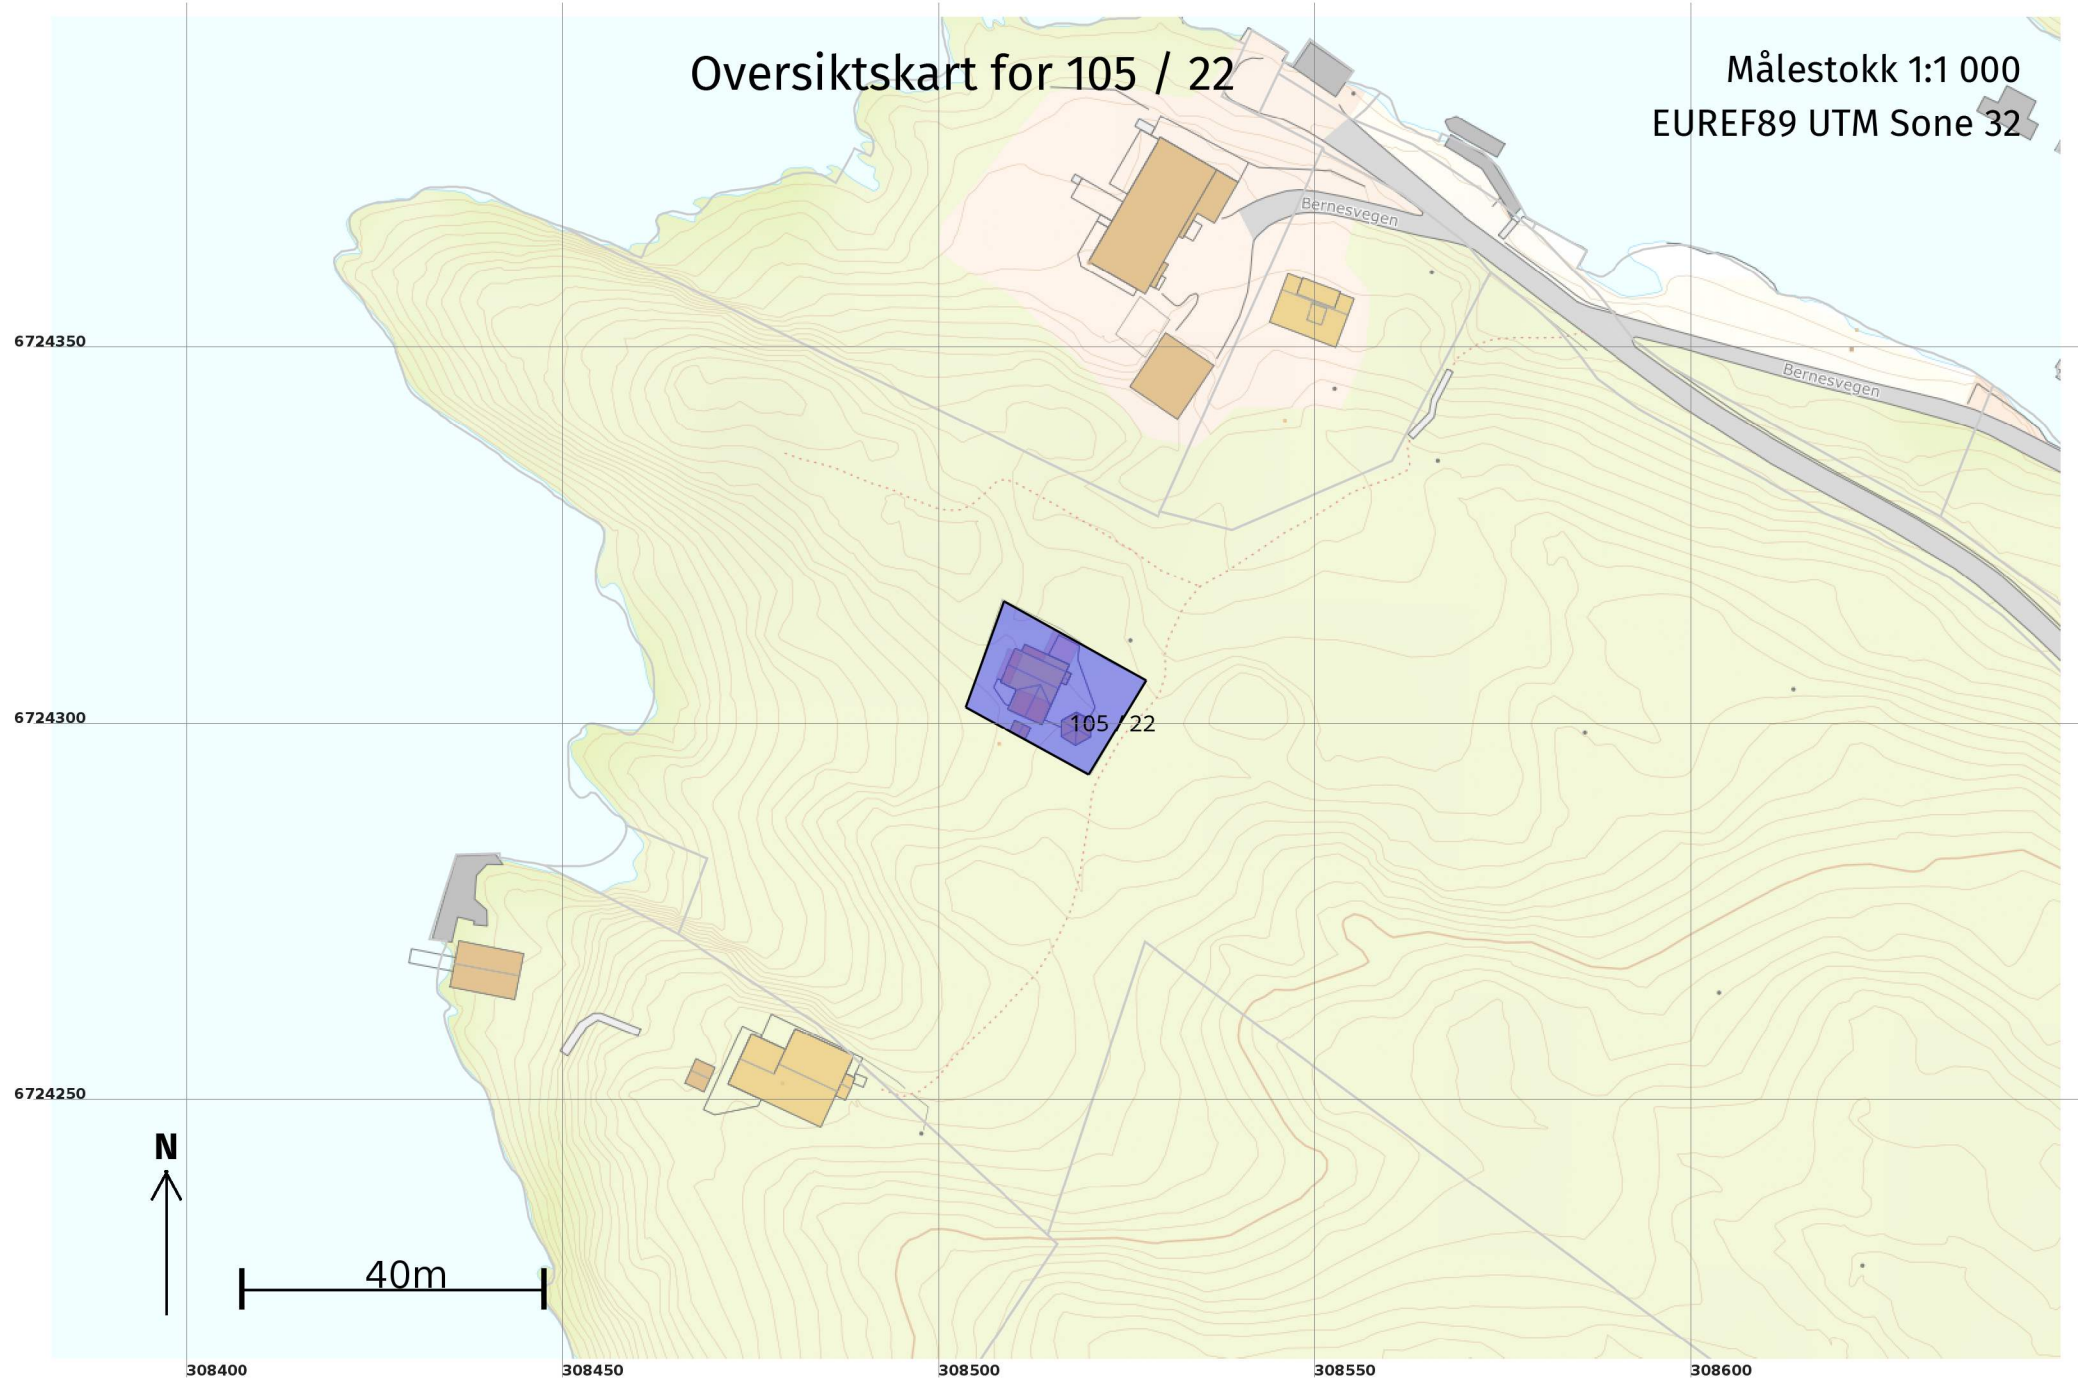 Oversiktskart for 105 / 22
Målestokk 1:1 000
EUREF89 UTM Sone 32
Bernesvegen
6724350
Bernesvegen
6724300
105 / 22
6724250
N
40m
308400
308450
308500
308550
308600